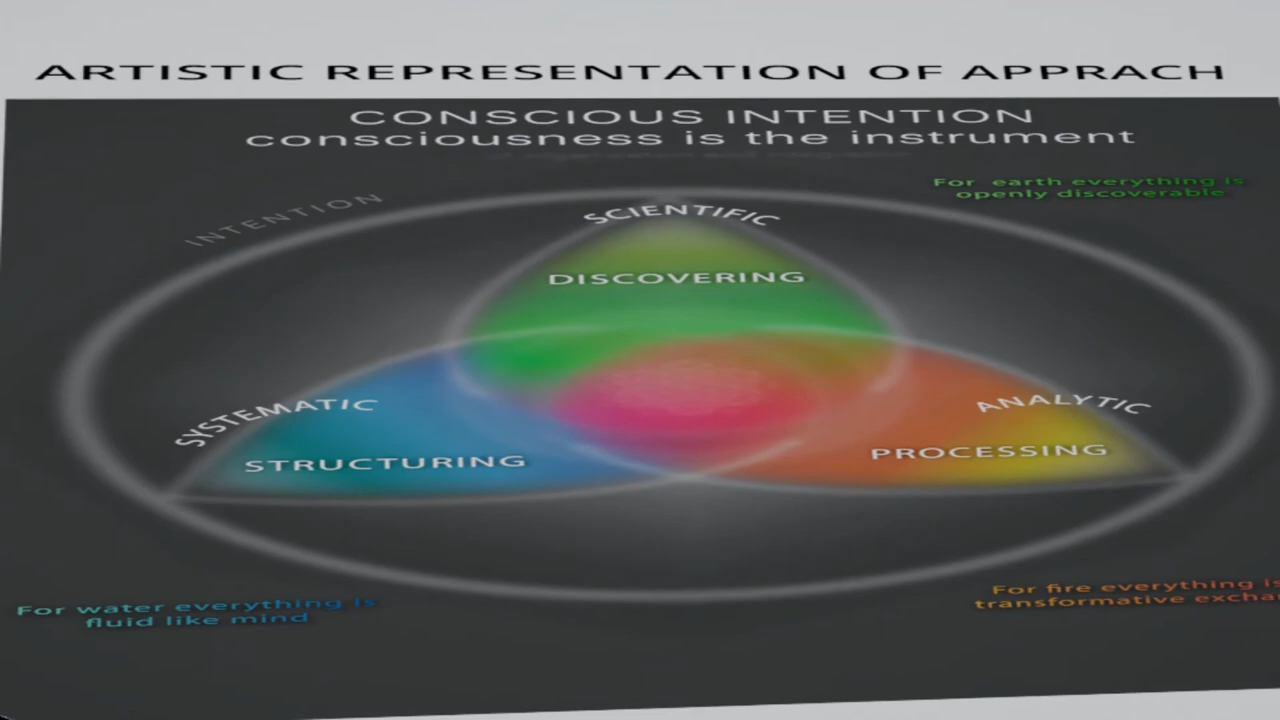 ARTISTIC REPRESENTATION OF APPRACH
CONSCIOUS INTENTION
consciousness is the instrument
For earth everything is
openly discoverable
INTENTION
SCIENTIFIC
DISCOVERING
SYSTEMATIC
ANALYTIC
STRUCTURING
PROCESSING
For water everything is
fluid like mind
For fire everything is
transformative